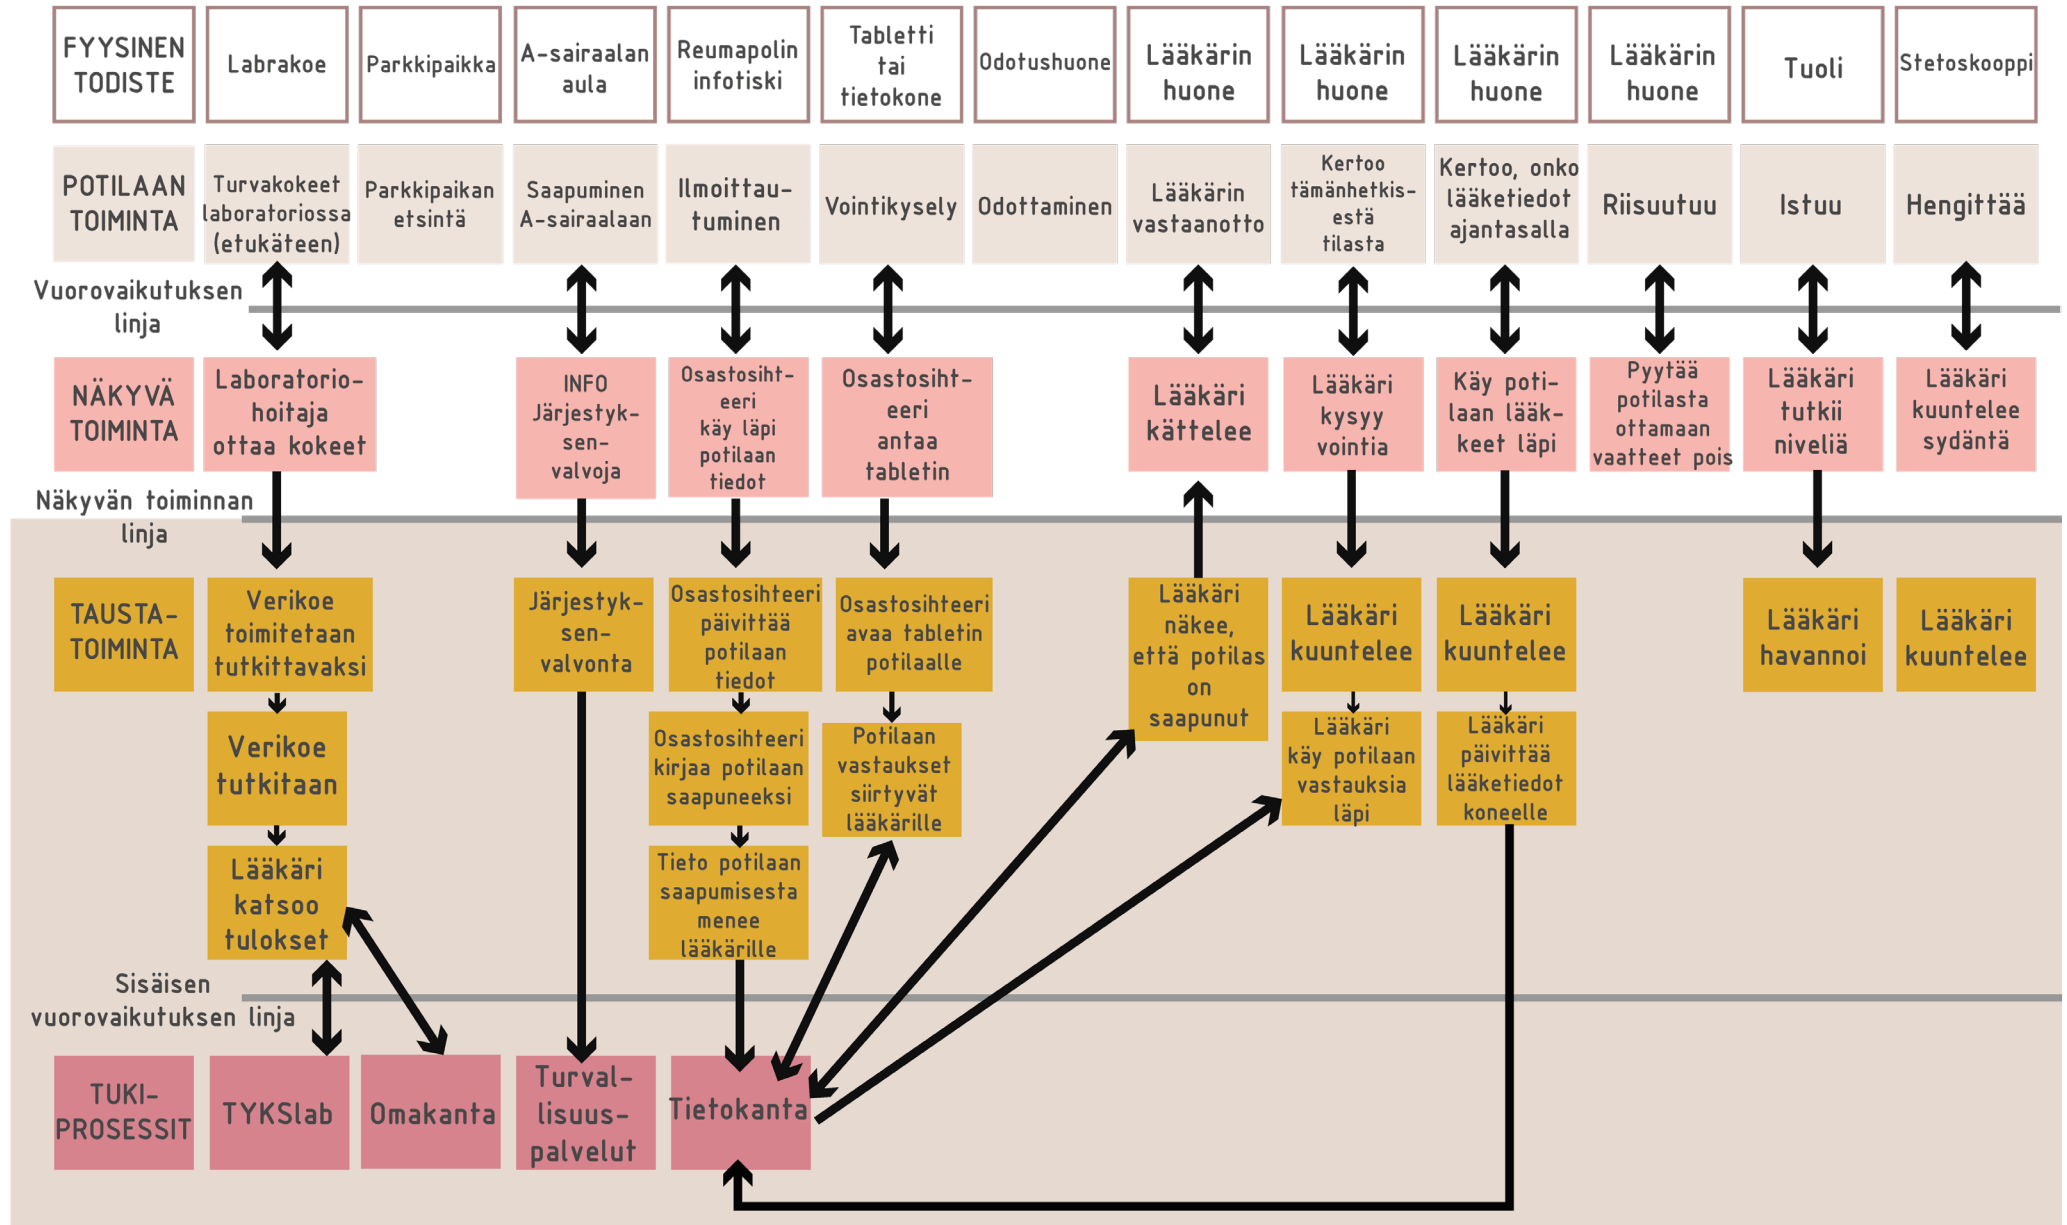 FYYSINEN
TODISTE
Labrakoe
Parkkipaikka
A-sairaalan
aula
Reumapolin
infotiski
Tabletti
tai
tietokone
Odotushuone
Lääkärin
huone
Lääkärin
huone
Lääkärin
huone
Lääkärin
huone
Tuoli
Stetoskooppi
POTILAAN
TOIMINTA
Turvakokeet
laboratoriossa
(etukäteen)
Parkkipaikan
etsintä
Saapuminen
A-sairaalaan
Ilmoittau-
tuminen
Vointikysely
Odottaminen
Lääkärin
vastaanotto
Kertoo
tämänhetkis-
estä
tilasta
Kertoo, onko
lääketiedot
ajantasalla
Riisuutuu
Istuu
Hengittää
Vuorovaikutuksen
linja
NÄKYVÄ
TOIMINTA
Laboratorio-
hoitaja
ottaa kokeet
INFO
Järjestyk-
sen-
valvoja
Osastosiht-
eeri
käy läpi
potilaan
tiedot
Osastosiht-
eeri
antaa
tabletin
Lääkäri
kättelee
Lääkäri
kysyy
vointia
Käy poti-
laan lääk-
keet läpi
Pyytää
potilasta
ottamaan
vaatteet pois
Lääkäri
tutkii
niveliä
Lääkäri
kuuntelee
sydäntä
Näkyvän toiminnan
linja
TAUSTA-
TOIMINTA
Verikoe
toimitetaan
tutkittavaksi
Järjestyk-
sen-
valvonta
Osastosihteeri
päivittää
potilaan
tiedot
Osastosihteeri
avaa tabletin
potilaalle
Lääkäri
näkee,
että potilas
on
saapunut
Lääkäri
kuuntelee
Lääkäri
kuuntelee
Lääkäri
havannoi
Lääkäri
kuuntelee
Verikoe
tutkitaan
Osastosihteeri
kirjaa potilaan
saapuneeksi
Potilaan
vastaukset
siirtyvät
lääkärille
Lääkäri
käy potilaan
vastauksia
läpi
Lääkäri
päivittää
lääketiedot
koneelle
Lääkäri
katsoo
tulokset
Tieto potilaan
saapumisesta
menee
lääkärille
Sisäisen
vuorovaikutuksen linja
TUKI-
PROSESSIT
TYKSlab
Omakanta
Turval-
lisuus-
palvelut
Tietokanta